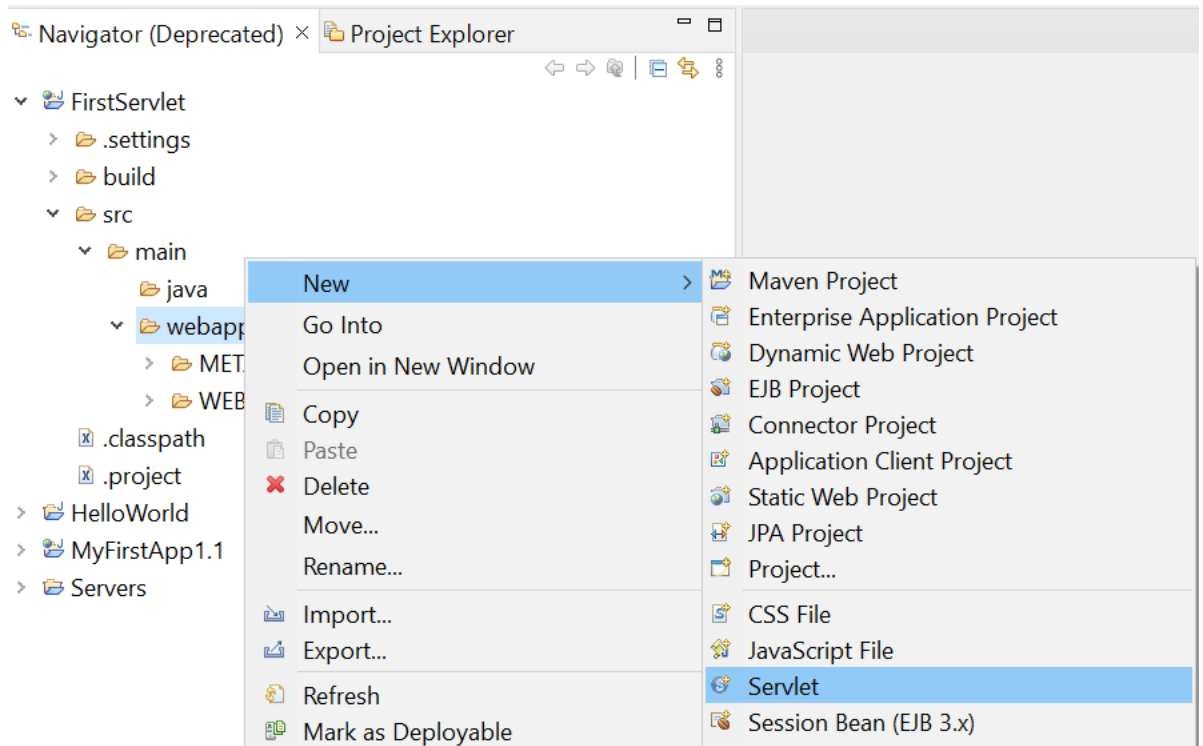 Navigator (Deprecated) Project Explorer
FirstServlet
.settings
build
src
main
java
webapp
META
WEB
.classpath
.project
HelloWorld
MyFirstApp1.1
Servers
New
Go Into
Open in New Window
Copy
Paste
Delete
Move...
Rename...
Import...
Export...
Refresh
Mark as Deployable
Maven Project
Enterprise Application Project
Dynamic Web Project
EJB Project
Connector Project
Application Client Project
Static Web Project
JPA Project
Project...
CSS File
JavaScript File
Servlet
Session Bean (EJB 3.x)